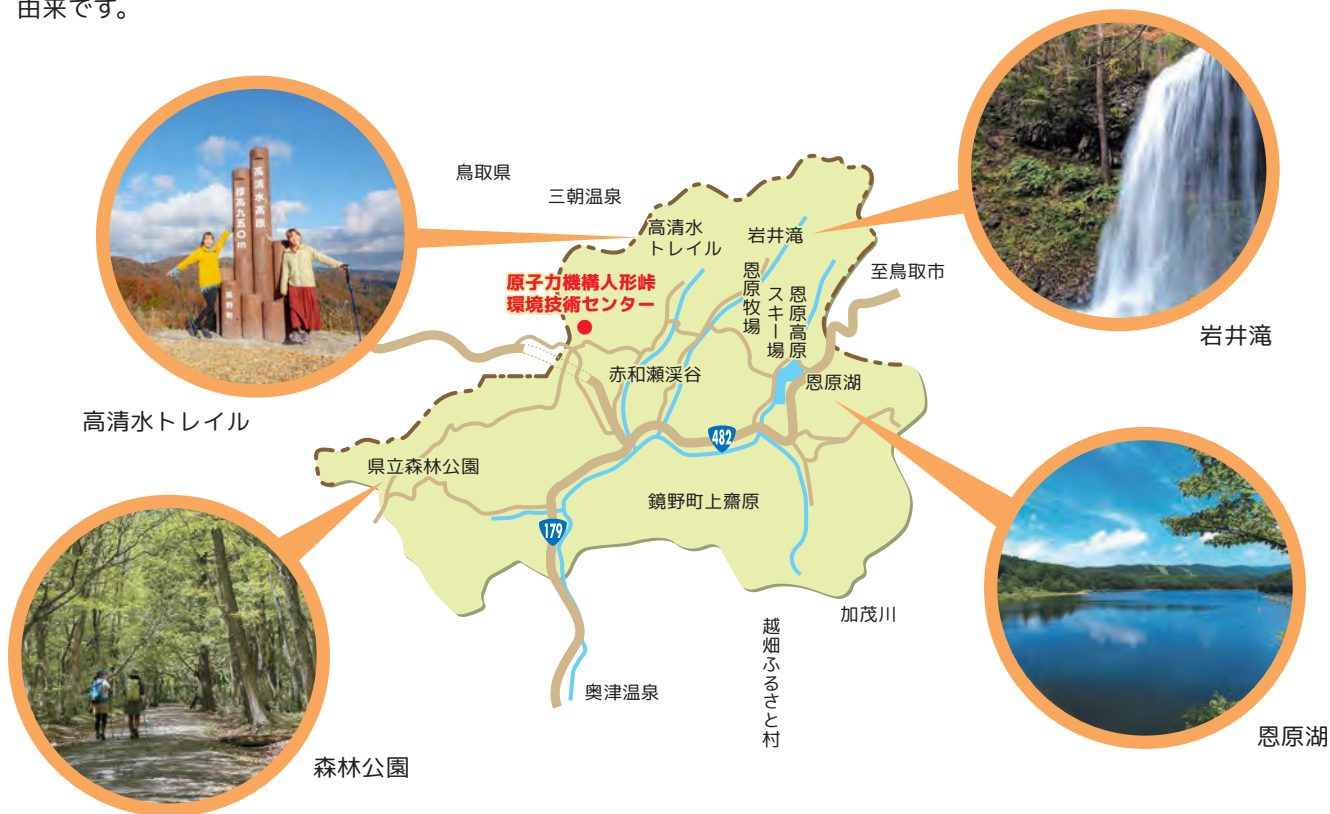 由来です。
鳥取県
三朝温泉
高清水
トレイル
岩井滝
至鳥取市
原子力機構人形峠
環境技術センター
恩原牧場
恩原高原
スキー場
赤和瀬渓谷
恩原湖
482
県立森林公園
鏡野町上齋原
179
加茂川
越畑ふるさと村
奥津温泉
高清水高原
標高九五〇m
鏡野町
高清水トレイル
岩井滝
森林公園
恩原湖